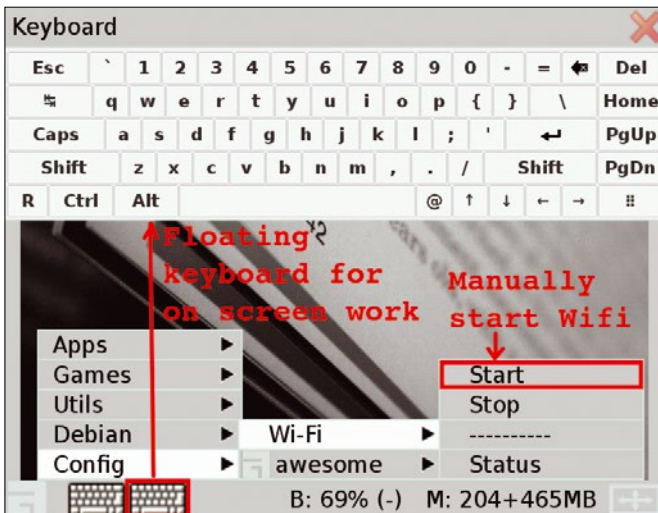 Keyboard
Esc ` 1 2 3 4 5 6 7 8 9 0 - = Del
q w e r t y u i o p { } \ Home
Caps a s d f g h j k l ; ' PgUp
Shift z x c v b n m , . / Shift PgDn
R Ctrl Alt @ ↑ ↓ ← → 
Floating
keyboard for
on screen work
Manually
start Wifi
Apps
Games
Utils
Debian
Config
Wi-Fi
awesome
Start
Stop
----------
Status
B: 69% (-) M: 204+465MB